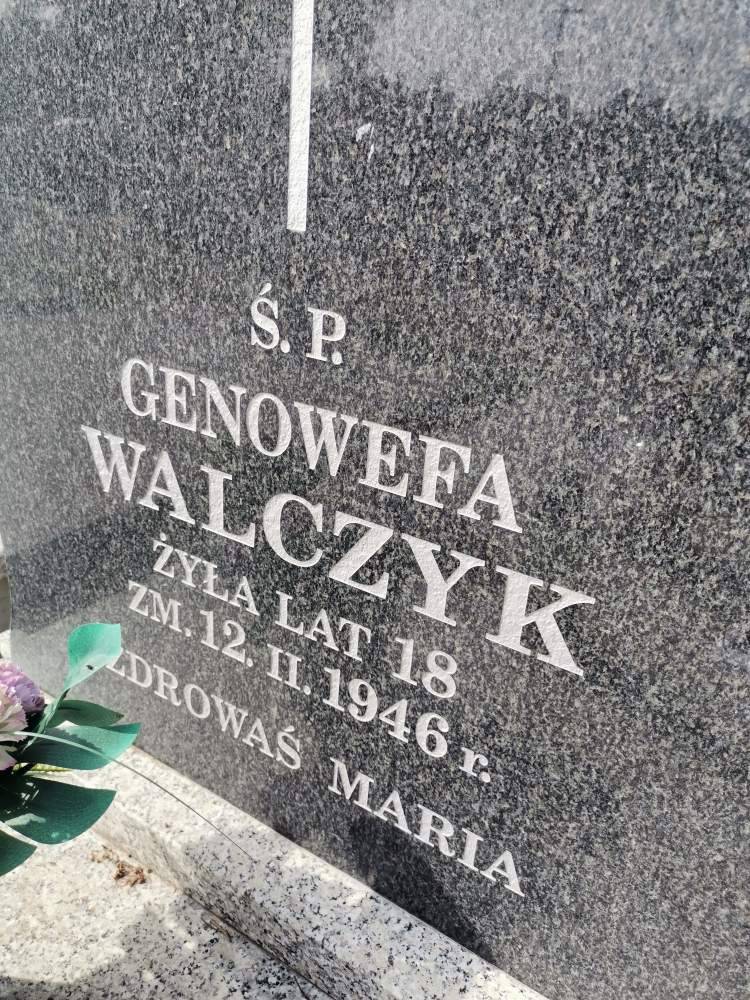 Ś. P.
GENOWEFA
WALCZYK
ŻYŁA LAT 18
ZM. 12. II. 1946 r.
ZDROWAŚ MARIA